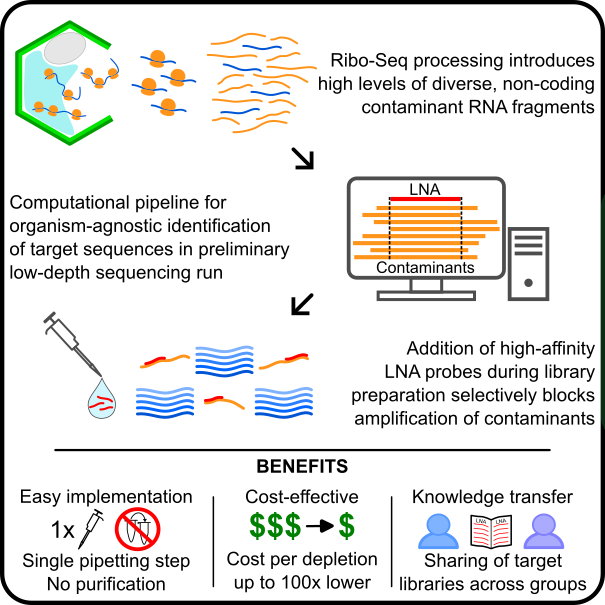 Ribo-Seq processing introduces
high levels of diverse, non-coding
contaminant RNA fragments
Computational pipeline for
organism-agnostic identification
of target sequences in preliminary
low-depth sequencing run
LNA
Contaminants
Addition of high-affinity
LNA probes during library
preparation selectively blocks
amplification of contaminants
BENEFITS
Easy implementation
1x
Single pipetting step
No purification
Cost-effective
$$$ → $
Cost per depletion
up to 100x lower
Knowledge transfer
LNA LNA
Sharing of target
libraries across groups